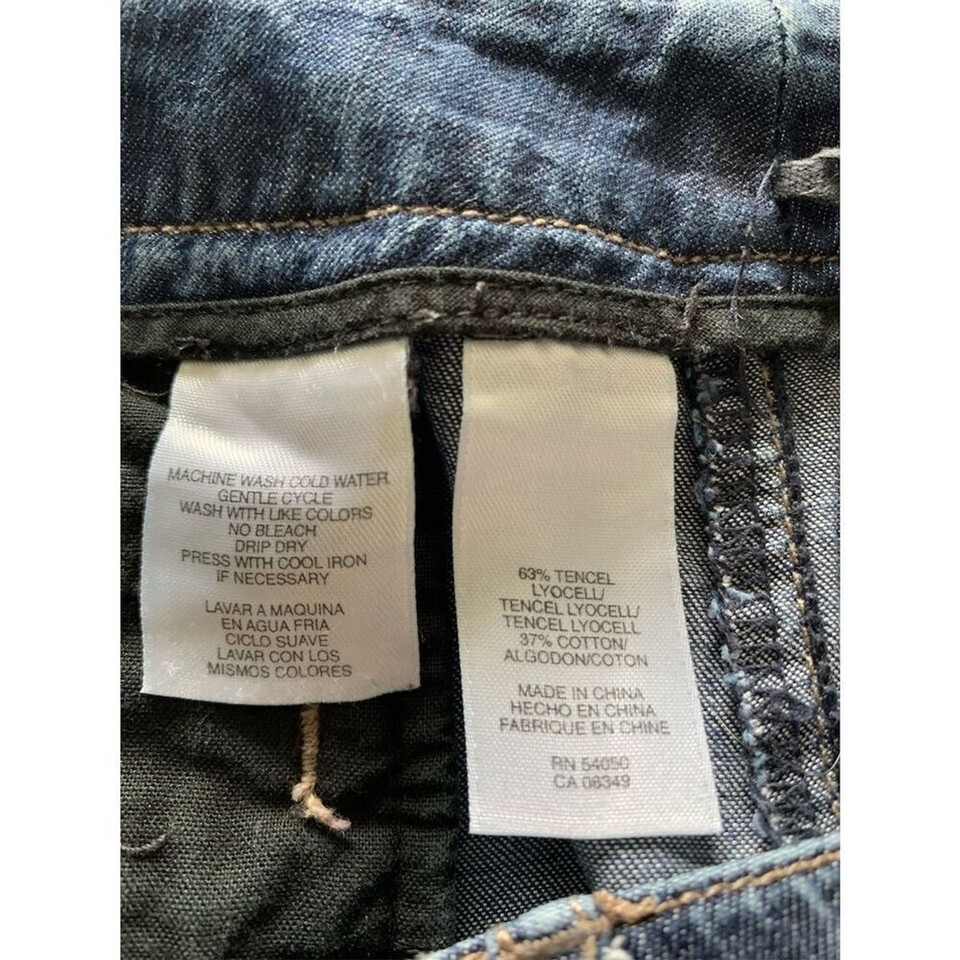 MACHINE WASH COLD WATER
GENTLE CYCLE
WASH WITH LIKE COLORS
NO BLEACH
DRIP DRY
PRESS WITH COOL IRON
IF NECESSARY
LAVAR A MAQUINA
EN AGUA FRIA
CICLO SUAVE
LAVAR CON LOS
MISMOS COLORES
63% TENCEL
LYOCELL/
TENCEL LYOCELL/
TENCEL LYOCELL
37% COTTON/
ALGODON/COTON
MADE IN CHINA
HECHO EN CHINA
FABRIQUE EN CHINE
RN 54050
CA 08349